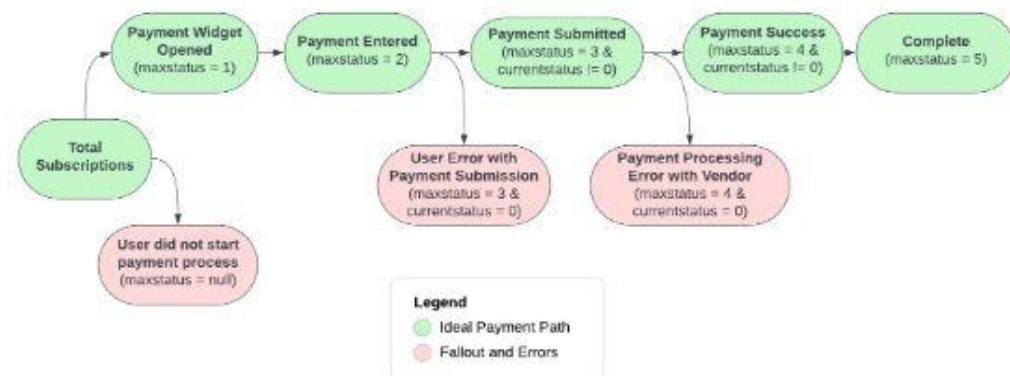 Payment Widget
Opened
(maxstatus = 1)
Payment Entered
(maxstatus = 2)
Payment Submitted
(maxstatus = 3 &
currentstatus != 0)
Payment Success
(maxstatus = 4 &
currentstatus != 0)
Complete
(maxstatus = 5)
Total
Subscriptions
User Error with
Payment Submission
(maxstatus = 3 &
currentstatus = 0)
Payment Processing
Error with Vendor
(maxstatus = 4 &
currentstatus = 0)
User did not start
payment process
(maxstatus = null)
Legend
Ideal Payment Path
Fallout and Errors